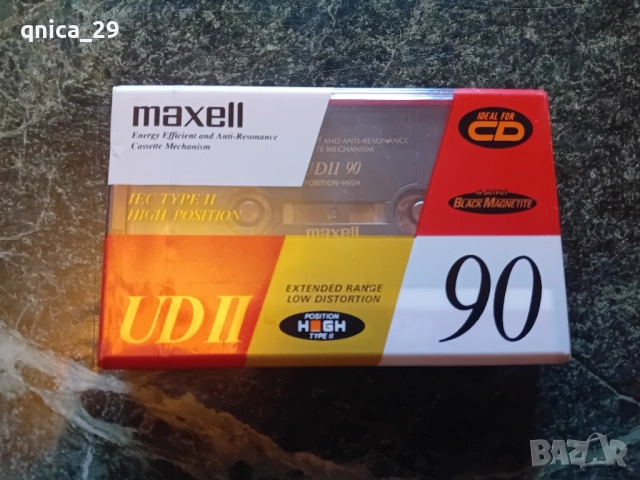 qnica_29
maxell
Energy Efficient and Anti-Resonance
Cassette Mechanism
AND ANTI-RESONANCE
MECHANISM
UDII 90
POSITION·HIGH
IEC TYPE II
HIGH POSITION
maxell
IDEAL FOR
CD
HI OUTPUT
BLACK MAGNETITE
UDII
EXTENDED RANGE
LOW DISTORTION
POSITION
HIGH
TYPE II
90
BAZAR